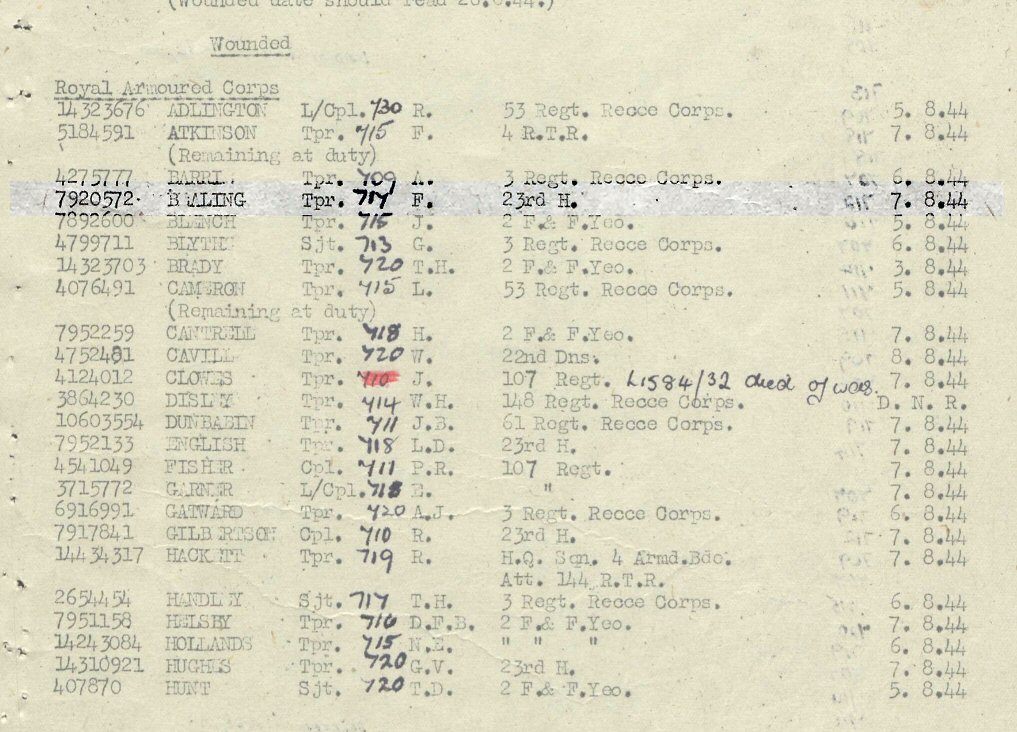 (Wounded date should read 28.6.44.)
Wounded
Royal Armoured Corps
14323676 ADLINGTON L/Cpl. 730 R. 53 Regt. Recce Corps. 5. 8.44
5184591 ATKINSON Tpr. 715 F. 4 R.T.R. 7. 8.44
(Remaining at duty)
4275777 Tpr. 709 A. 3 Regt. Recce Corps. 6. 8.44
7920572 BEALING Tpr. 717 F. 23rd H. 7. 8.44
7892600 BLENCH Tpr. 715 J. 2 F.& F.Yeo. 5. 8.44
4799711 BLYTHE Sjt. 713 G. 3 Regt. Recce Corps. 6. 8.44
14323703 BRADY Tpr. 720 T.H. 2 F.& F.Yeo. 3. 8.44
4076491 CAMERON Tpr. 715 L. 53 Regt. Recce Corps. 5. 8.44
(Remaining at duty)
7952259 CANTRELL Tpr. 718 H. 2 F.& F.Yeo. 7. 8.44
4752481 CAVILL Tpr. 720 W. 22nd Dns. 8. 8.44
4124012 CLOWES Tpr. 710 J. 107 Regt. L1584/32 died of wds. 7. 8.44
3864230 DISLEY Tpr. 714 W.H. 148 Regt. Recce Corps. D. N. R.
10603554 DUNBABIN Tpr. 711 J.B. 61 Regt. Recce Corps. 7. 8.44
7952133 ENGLISH Tpr. 718 L.D. 23rd H. 7. 8.44
4541049 FISHER Cpl. 711 P.R. 107 Regt. 7. 8.44
3715772 GARNER L/Cpl. 718 E. " 7. 8.44
6916991 GATWARD Tpr. 720 A.J. 3 Regt. Recce Corps. 6. 8.44
7917841 GILBERTSON Cpl. 710 R. 23rd H. 7. 8.44
14434317 HACKETT Tpr. 719 R. H.Q. Sqn. 4 Armd.Bde. 7. 8.44
Att. 144 R.T.R.
2654454 HANDLEY Sjt. 717 T.H. 3 Regt. Recce Corps. 6. 8.44
7951158 HELSBY Tpr. 710 D.F.B. 2 F.& F.Yeo. 7. 8.44
14243084 HOLLANDS Tpr. 715 N.E. " " " 6. 8.44
14310921 HUGHES Tpr. 720 G.V. 23rd H. 7. 8.44
407870 HUNT Sjt. 720 T.D. 2 F.& F.Yeo. 5. 8.44